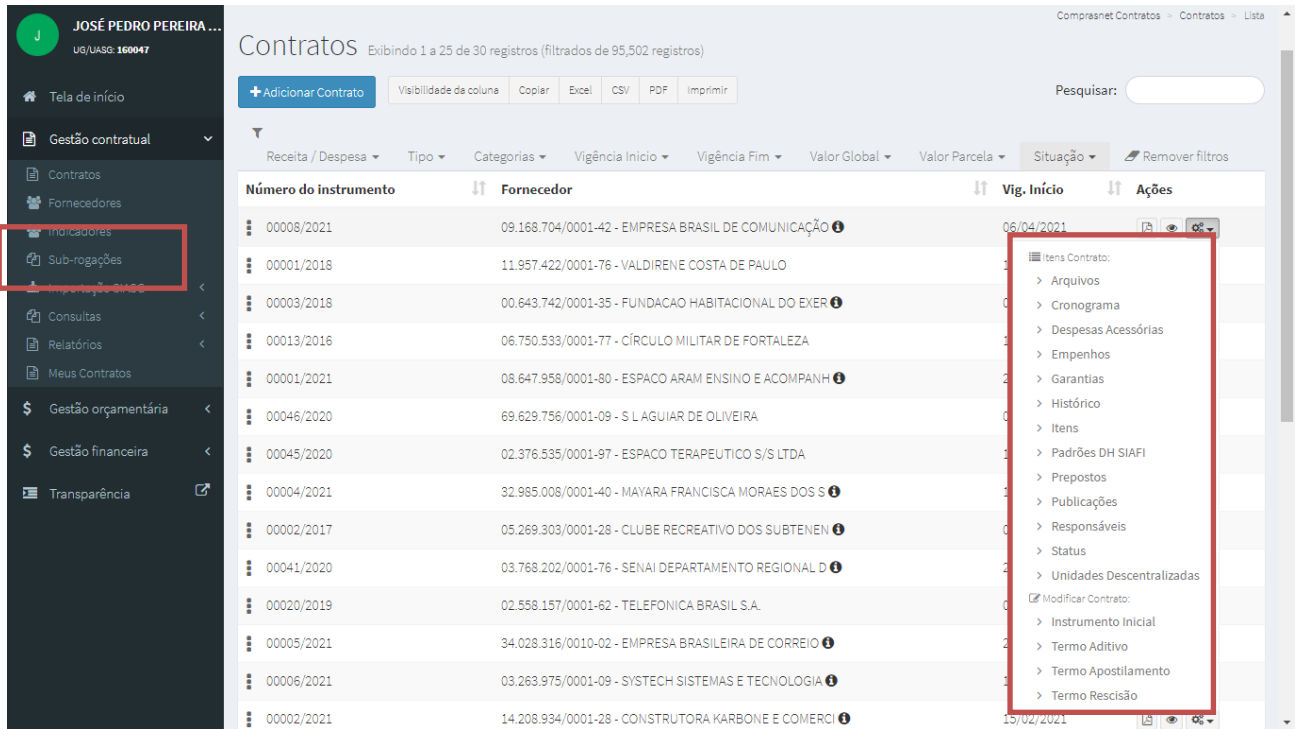 J
JOSÉ PEDRO PEREIRA ...
UG/UASG: 160047
Tela de início
Gestão contratual
Contratos
Fornecedores
Indicadores
Sub-rogações
Importação SIASG
Consultas
Relatórios
Meus Contratos
Gestão orçamentária
Gestão financeira
Transparência
Comprasnet Contratos > Contratos > Lista
Contratos Exibindo 1 a 25 de 30 registros (filtrados de 95,502 registros)
+ Adicionar Contrato Visibilidade da coluna Copiar Excel CSV PDF Imprimir Pesquisar:
Receita / Despesa Tipo Categorias Vigência Inicio Vigência Fim Valor Global Valor Parcela Situação Remover filtros
Número do instrumento Fornecedor Vig. Início Ações
00008/2021 09.168.704/0001-42 - EMPRESA BRASIL DE COMUNICAÇÃO 06/04/2021
00001/2018 11.957.422/0001-76 - VALDIRENE COSTA DE PAULO
00003/2018 00.643.742/0001-35 - FUNDACAO HABITACIONAL DO EXER
00013/2016 06.750.533/0001-77 - CÍRCULO MILITAR DE FORTALEZA
00001/2021 08.647.958/0001-80 - ESPACO ARAM ENSINO E ACOMPANH
00046/2020 69.629.756/0001-09 - S L AGUIAR DE OLIVEIRA
00045/2020 02.376.535/0001-97 - ESPACO TERAPEUTICO S/S LTDA
00004/2021 32.985.008/0001-40 - MAYARA FRANCISCA MORAES DOS S
00002/2017 05.269.303/0001-28 - CLUBE RECREATIVO DOS SUBTENEN
00041/2020 03.768.202/0001-76 - SENAI DEPARTAMENTO REGIONAL D
00020/2019 02.558.157/0001-62 - TELEFONICA BRASIL S.A.
00005/2021 34.028.316/0010-02 - EMPRESA BRASILEIRA DE CORREIO
00006/2021 03.263.975/0001-09 - SYSTECH SISTEMAS E TECNOLOGIA
00002/2021 14.208.934/0001-28 - CONSTRUTORA KARBONE E COMERCI 15/02/2021
Itens Contrato:
> Arquivos
> Cronograma
> Despesas Acessórias
> Empenhos
> Garantias
> Histórico
> Itens
> Padrões DH SIAFI
> Prepostos
> Publicações
> Responsáveis
> Status
> Unidades Descentralizadas
Modificar Contrato:
> Instrumento Inicial
> Termo Aditivo
> Termo Apostilamento
> Termo Rescisão